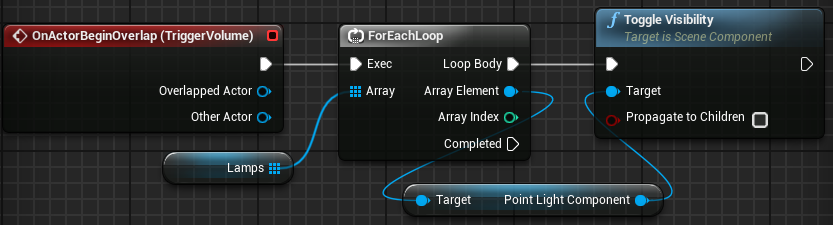 OnActorBeginOverlap (TriggerVolume)
Overlapped Actor
Other Actor
Lamps
ForEachLoop
Exec
Loop Body
Array
Array Element
Array Index
Completed
Target
Point Light Component
f Toggle Visibility
Target is Scene Component
Target
Propagate to Children